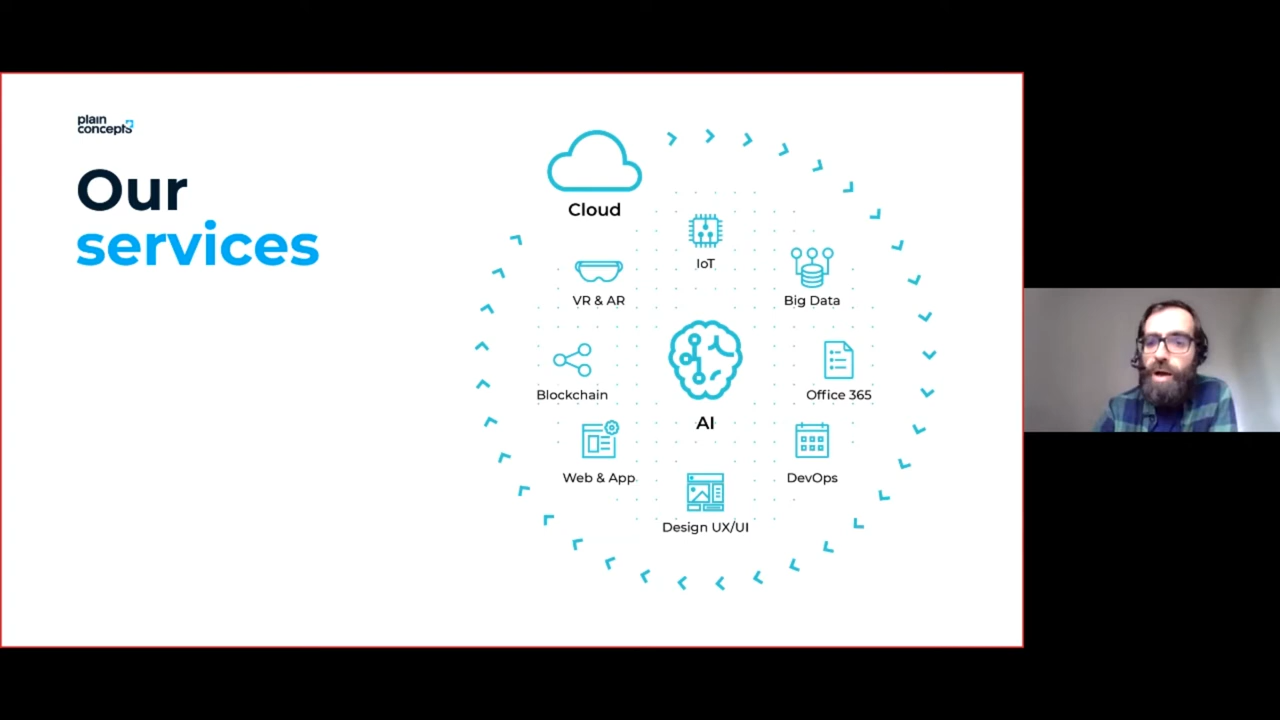 plain
concepts
Our
services
Cloud
IoT
VR & AR
Big Data
Blockchain
AI
Office 365
Web & App
DevOps
Design UX/UI